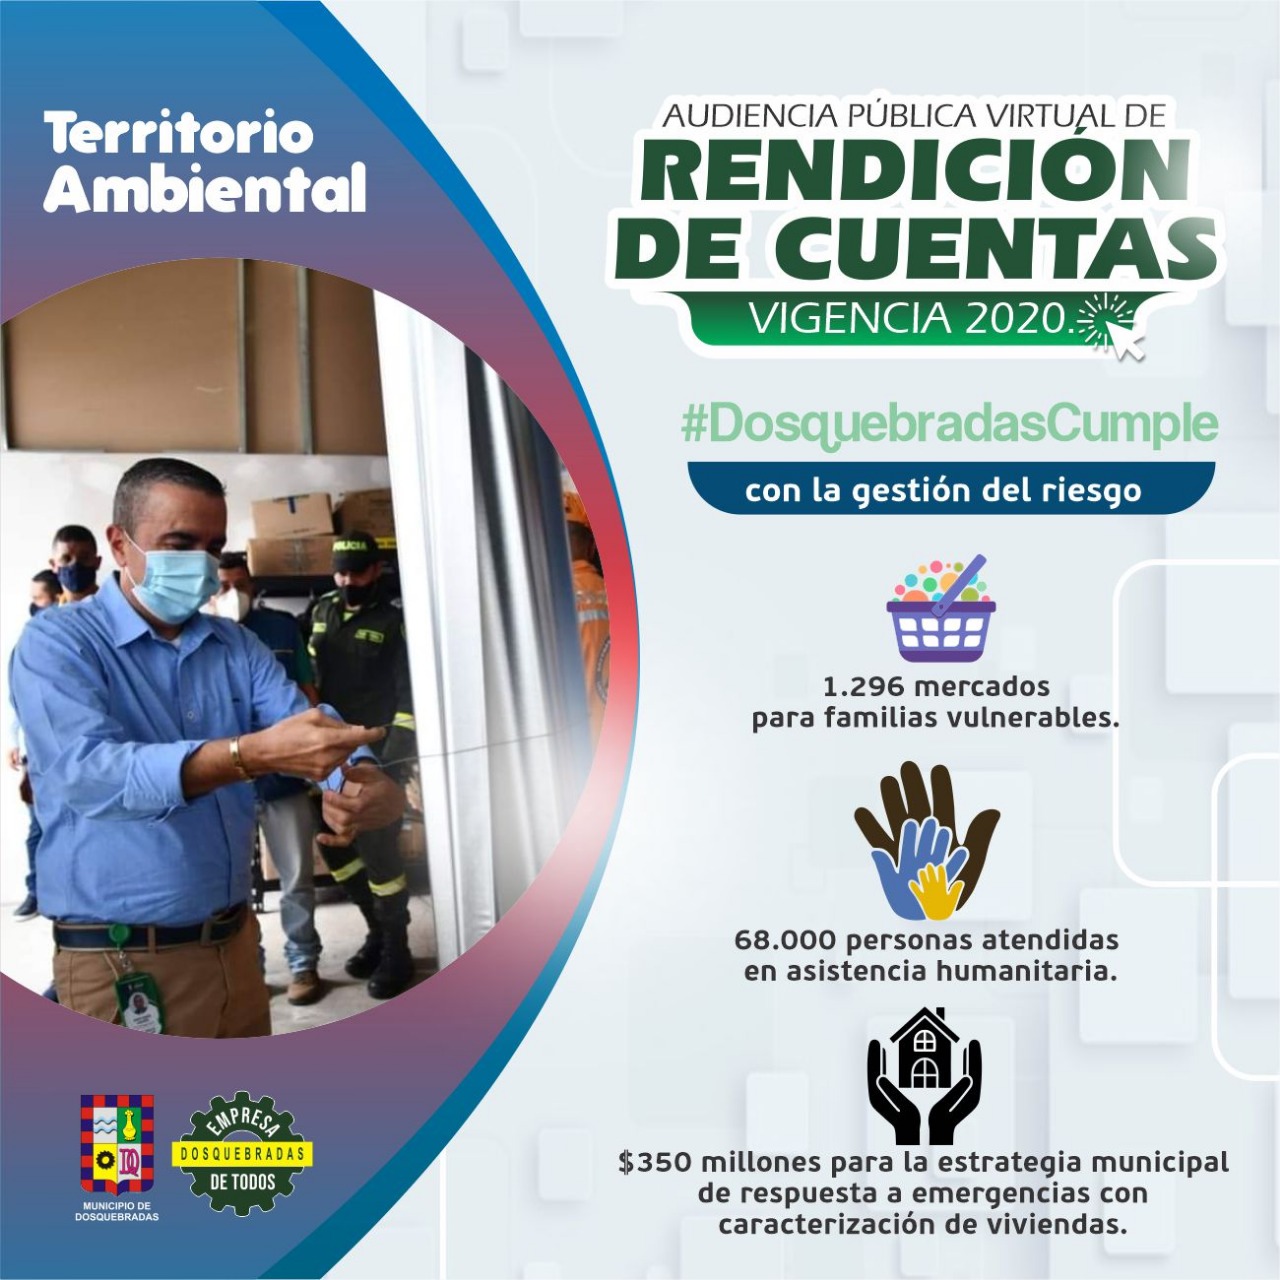 Territorio
Ambiental
AUDIENCIA PÚBLICA VIRTUAL DE
RENDICIÓN
DE CUENTAS
VIGENCIA 2020.
#DosquebradasCumple
con la gestión del riesgo
POLICIA
1.296 mercados
para familias vulnerables.
68.000 personas atendidas
en asistencia humanitaria.
$350 millones para la estrategia municipal
de respuesta a emergencias con
caracterización de viviendas.
DQ
MUNICIPIO DE
DOSQUEBRADAS
EMPRESA
DOSQUEBRADAS
DE TODOS